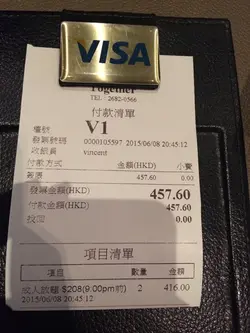 VISA
Together
TEL : 2682-0566
付款清單
檯號 V1
發票號碼 0000105597 2015/06/08 20:45:12
收銀員 vincent
付款方式 金額(HKD) 小費
457.60 0.00
發票金額(HKD) 457.60
付款金額(HKD) 457.60
找回 0.00
項目清單
項目 數量 金額
成人放題 $208(9:00pm前) 2 416.00
2015/06/08 20:45:12